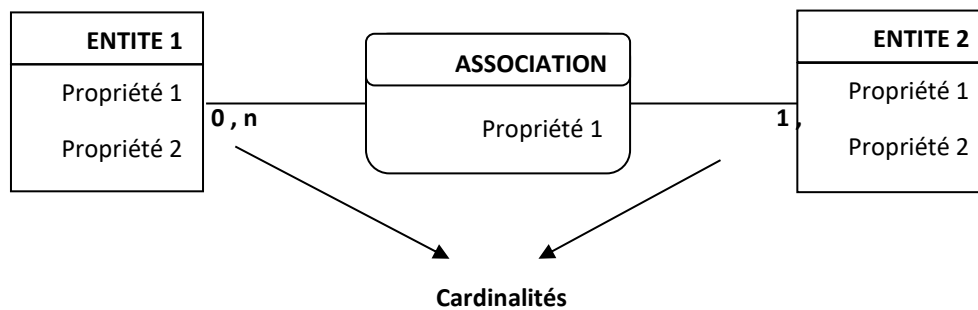 ENTITE 1
Propriété 1
Propriété 2
0 , n
ASSOCIATION
Propriété 1
1 ,
ENTITE 2
Propriété 1
Propriété 2
Cardinalités